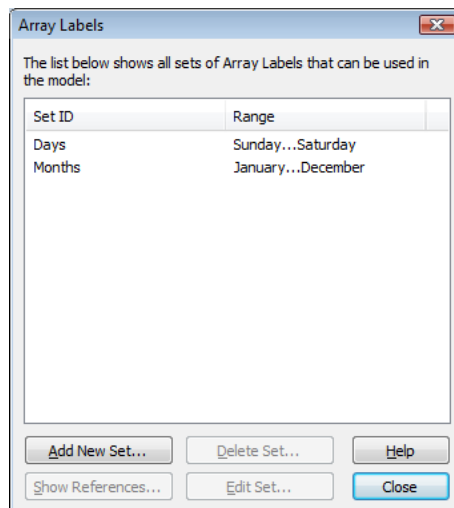 Array Labels
The list below shows all sets of Array Labels that can be used in
the model:
Set ID Range
Days Sunday...Saturday
Months January...December
Add New Set... Delete Set... Help
Show References... Edit Set... Close